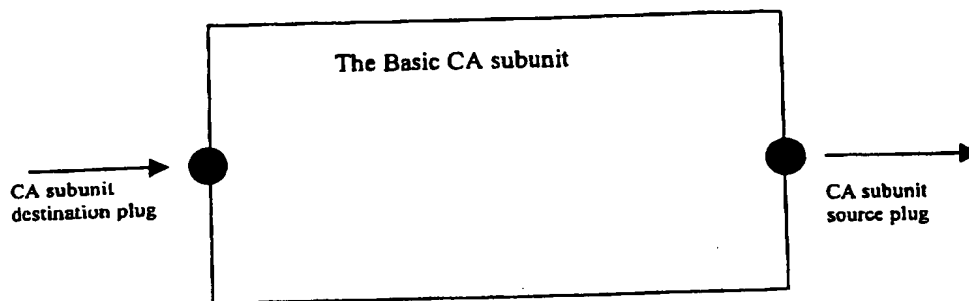 The Basic CA subunit
CA subunit
destination plug
CA subunit
source plug